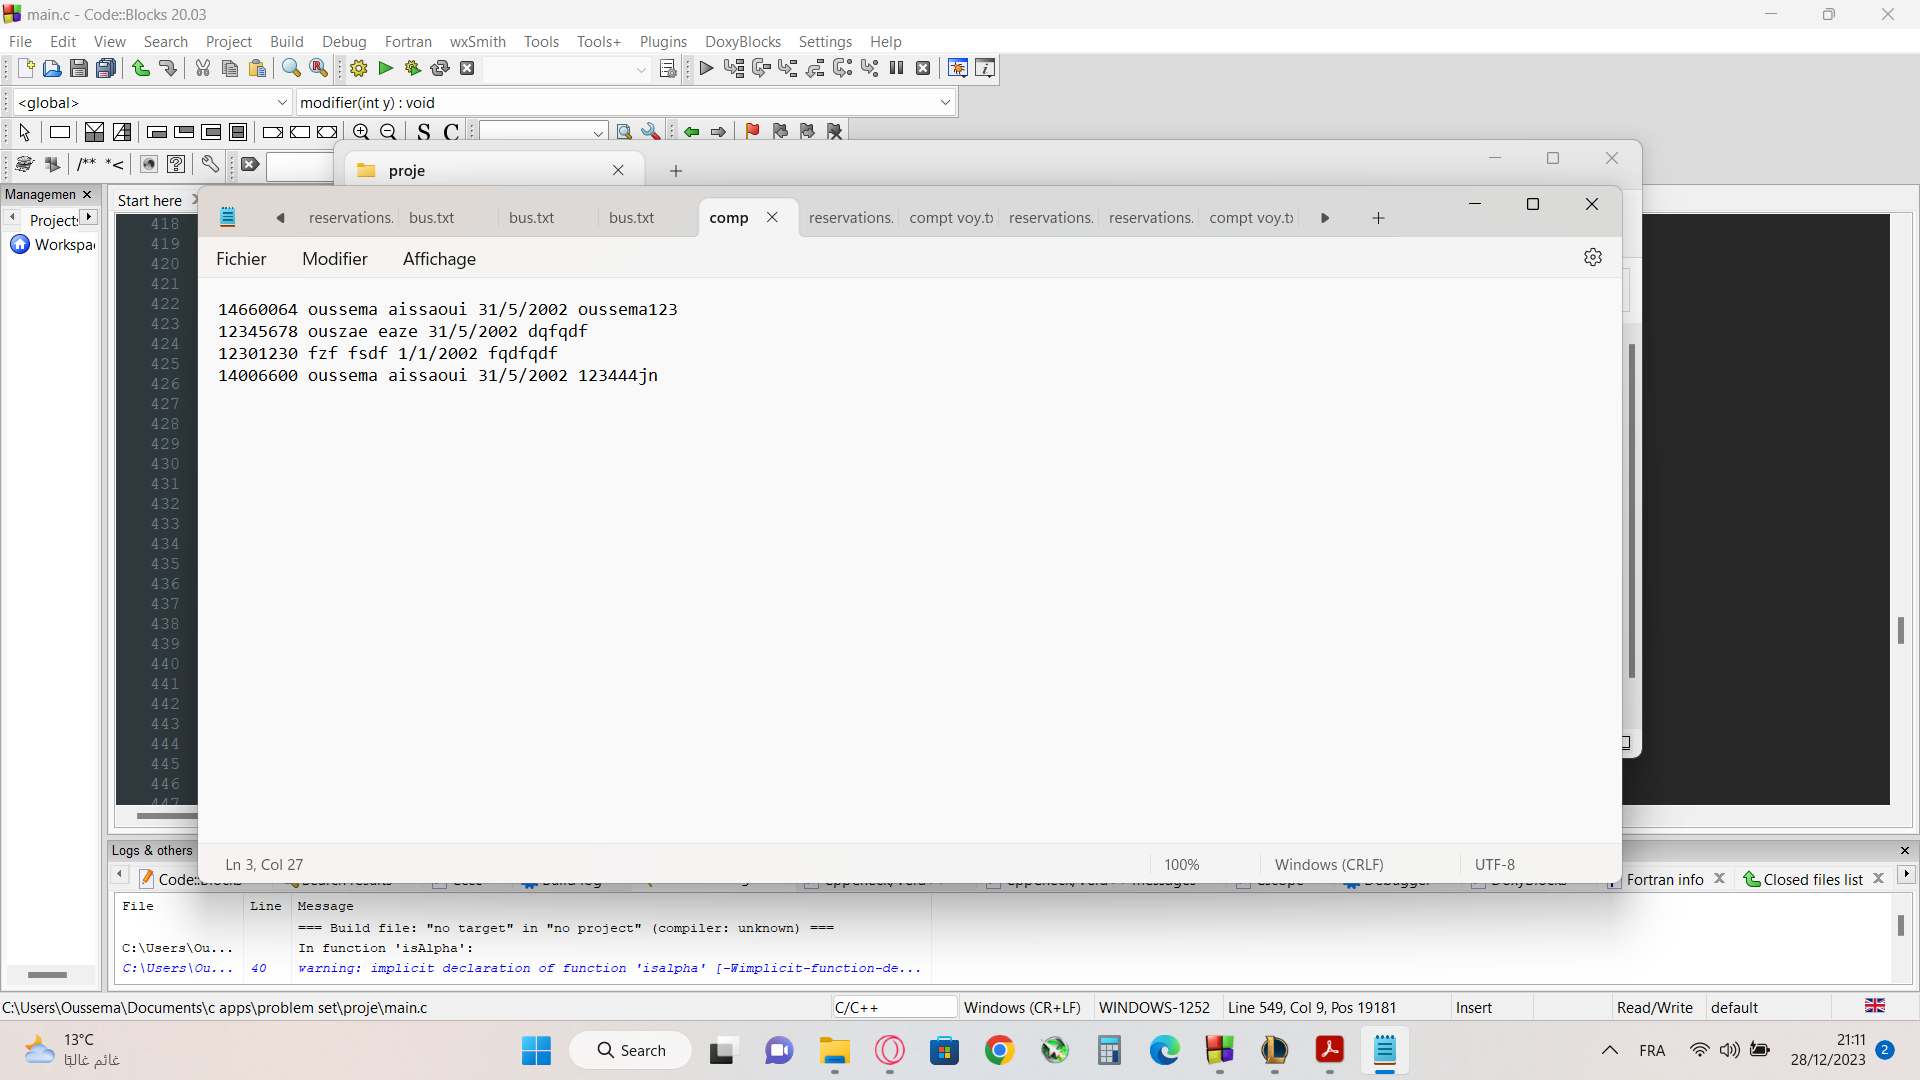 main.c - Code::Blocks 20.03
File Edit View Search Project Build Debug Fortran wxSmith Tools Tools+ Plugins DoxyBlocks Settings Help
<global> modifier(int y) : void
S C
/** *<
proje
Managemen
Start here
Projects
Workspa
reservations. bus.txt bus.txt bus.txt comp reservations. compt voy.t reservations. reservations. compt voy.t
Fichier Modifier Affichage
14660064 oussema aissaoui 31/5/2002 oussema123
12345678 ouszae eaze 31/5/2002 dqfqdf
12301230 fzf fsdf 1/1/2002 fqdfqdf
14006600 oussema aissaoui 31/5/2002 123444jn
418
419
420
421
422
423
424
425
426
427
428
429
430
431
432
433
434
435
436
437
438
439
440
441
442
443
444
445
446
447
Ln 3, Col 27 100% Windows (CRLF) UTF-8
Logs & others
Code::Blocks Fortran info Closed files list
File Line Message
=== Build file: "no target" in "no project" (compiler: unknown) ===
C:\Users\Ou... In function 'isAlpha':
C:\Users\Ou... 40 warning: implicit declaration of function 'isalpha' [-Wimplicit-function-de...
C:\Users\Oussema\Documents\c apps\problem set\proje\main.c C/C++ Windows (CR+LF) WINDOWS-1252 Line 549, Col 9, Pos 19181 Insert Read/Write default
13°C
غائم غالبًا
Search
FRA
21:11
28/12/2023
2